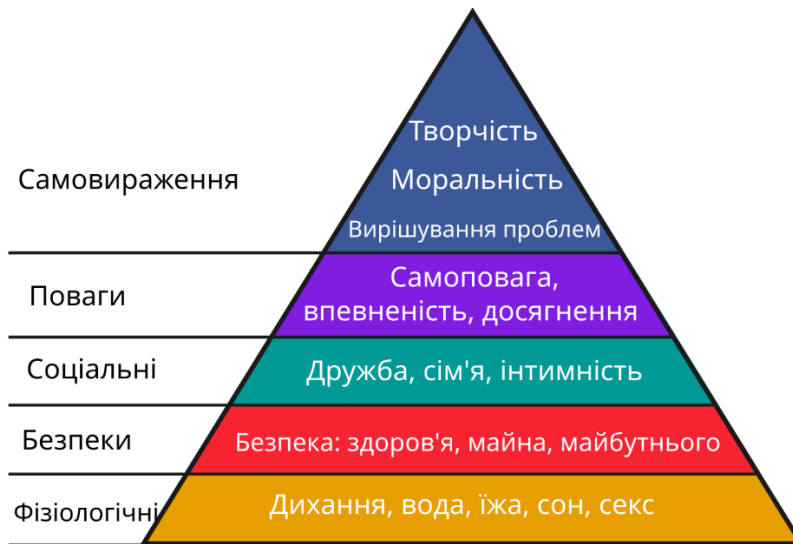 Творчість
Самовираження
Моральність
Вирішування проблем
Поваги
Самоповага,
впевненість, досягнення
Соціальні
Дружба, сім'я, інтимність
Безпеки
Безпека: здоров'я, майна, майбутнього
Фізіологічні
Дихання, вода, їжа, сон, секс